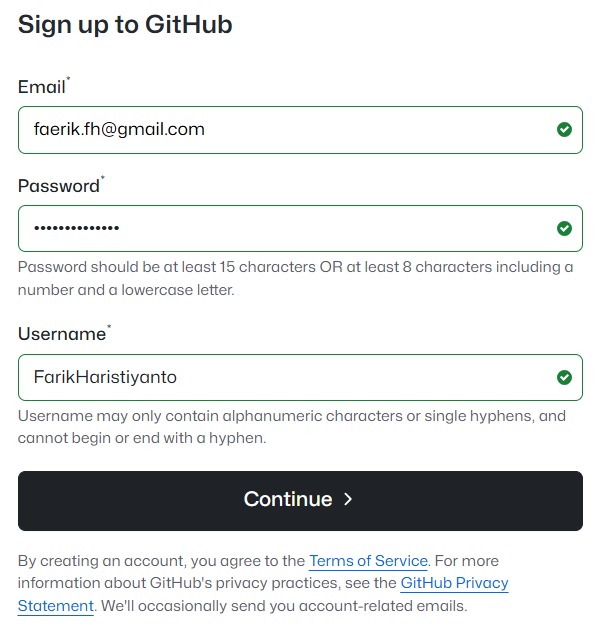 Sign up to GitHub
Email*
faerik.fh@gmail.com
Password*
••••••••••••••
Password should be at least 15 characters OR at least 8 characters including a
number and a lowercase letter.
Username*
FarikHaristiyanto
Username may only contain alphanumeric characters or single hyphens, and
cannot begin or end with a hyphen.
Continue >
By creating an account, you agree to the Terms of Service. For more
information about GitHub's privacy practices, see the GitHub Privacy
Statement. We'll occasionally send you account-related emails.